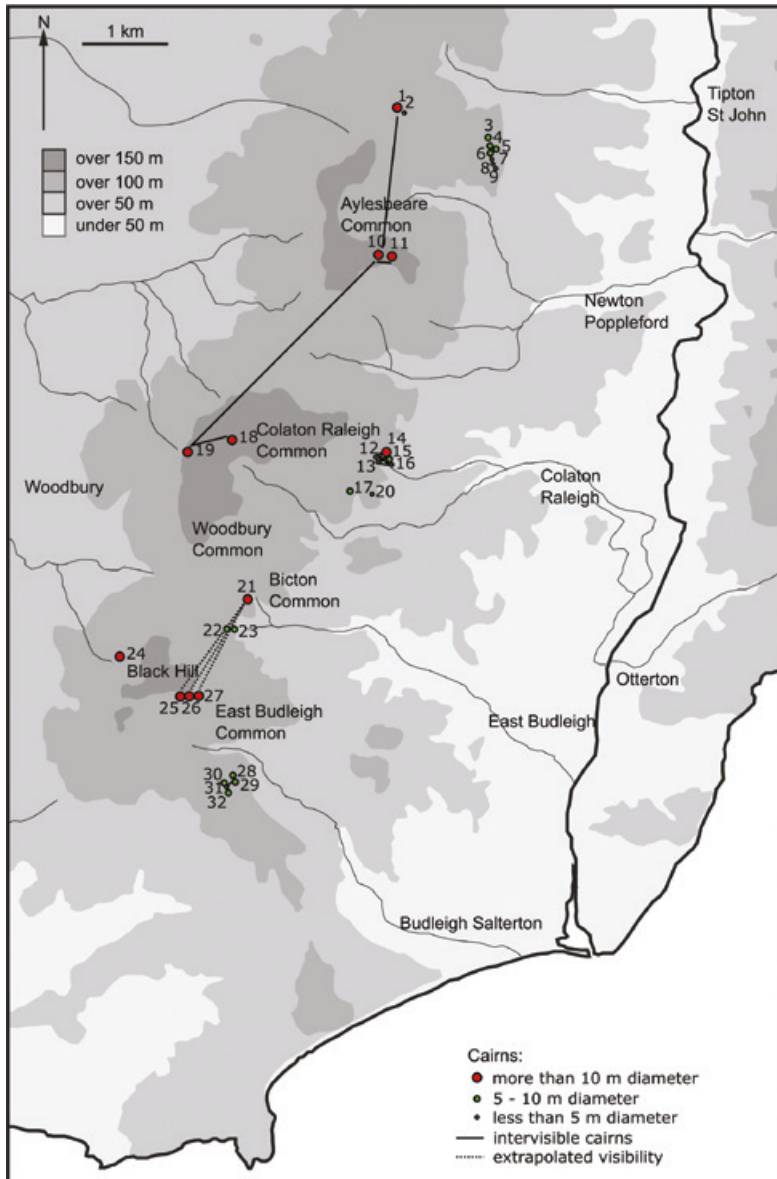 N
1 km
over 150 m
over 100 m
over 50 m
under 50 m
1
2
Tipton
St John
3
4
5
6
7
8
9
Aylesbeare
Common
10
11
Newton
Poppleford
18
Colaton Raleigh
Common
19
14
12
15
13
16
17
20
Colaton
Raleigh
Woodbury
Woodbury
Common
21
Bicton
Common
22
23
24
Black Hill
25
26
27
East Budleigh
Common
Otterton
East Budleigh
28
30
29
31
32
Budleigh Salterton
Cairns:
more than 10 m diameter
5 - 10 m diameter
less than 5 m diameter
intervisible cairns
extrapolated visibility